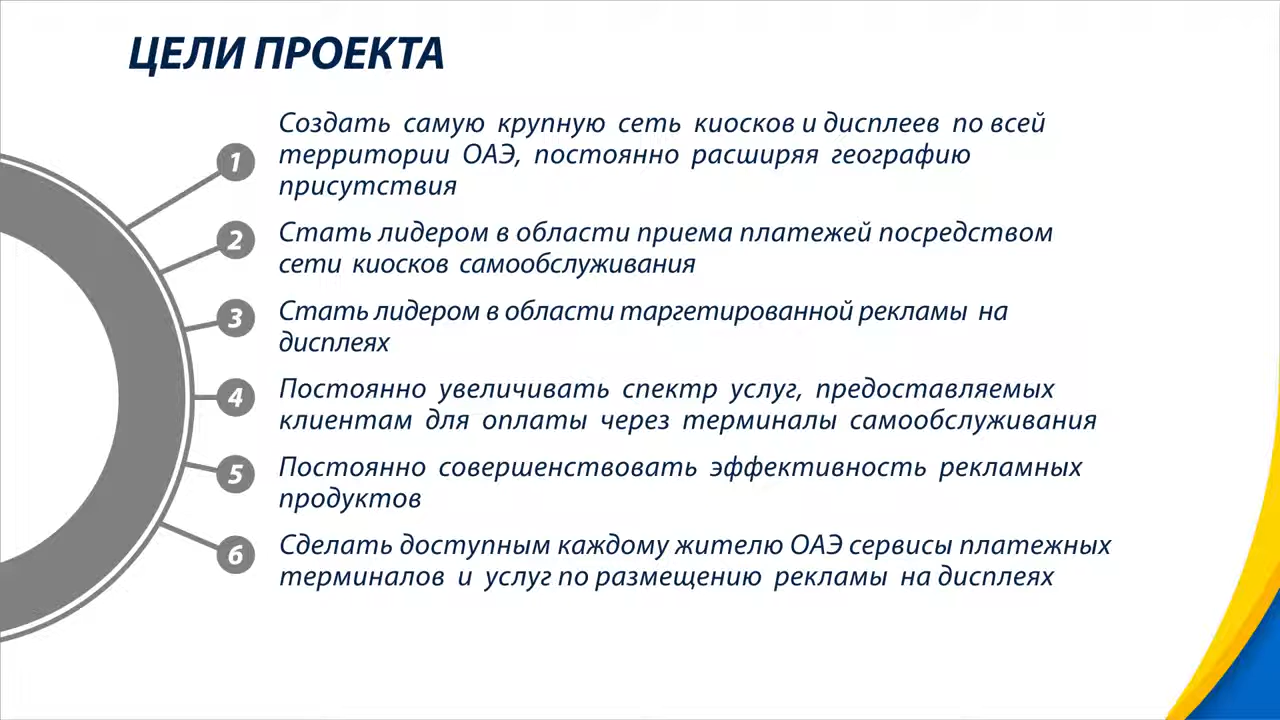 ЦЕЛИ ПРОЕКТА
1
Создать самую крупную сеть киосков и дисплеев по всей
территории ОАЭ, постоянно расширяя географию
присутствия
2
Стать лидером в области приема платежей посредством
сети киосков самообслуживания
3
Стать лидером в области таргетированной рекламы на
дисплеях
4
Постоянно увеличивать спектр услуг, предоставляемых
клиентам для оплаты через терминалы самообслуживания
5
Постоянно совершенствовать эффективность рекламных
продуктов
6
Сделать доступным каждому жителю ОАЭ сервисы платежных
терминалов и услуг по размещению рекламы на дисплеях